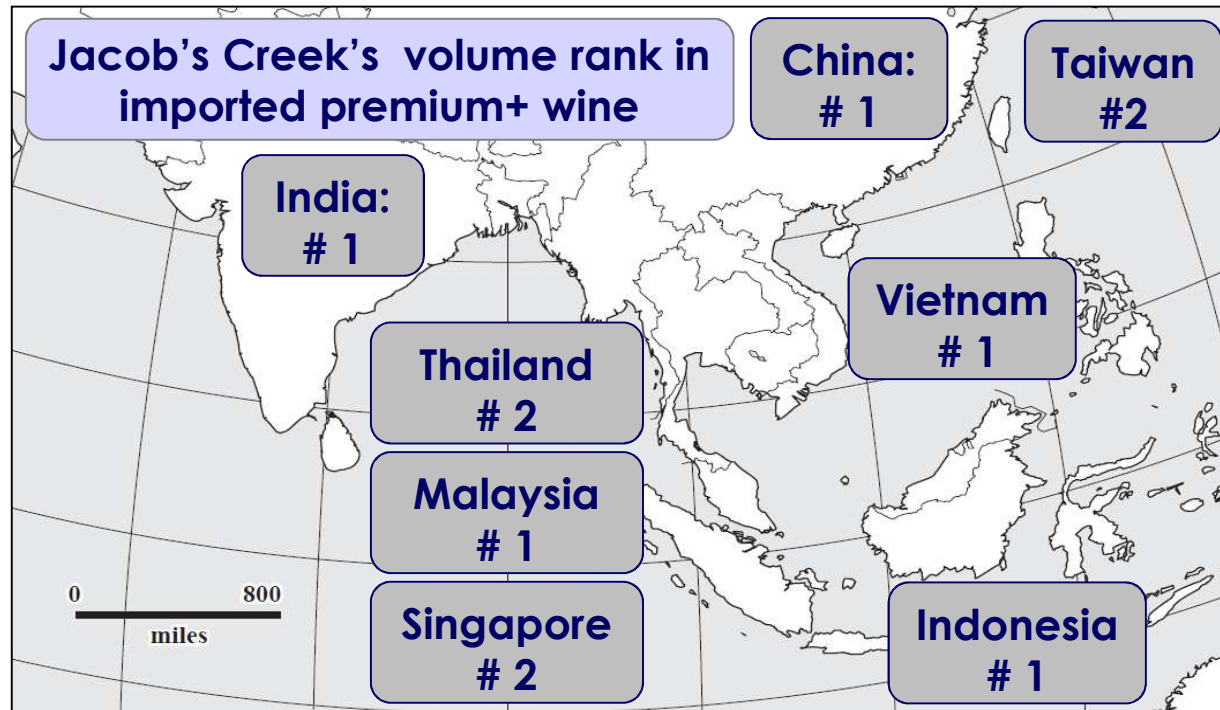 Jacob's Creek's volume rank in
imported premium+ wine
China:
# 1
Taiwan
#2
India:
# 1
Vietnam
# 1
Thailand
# 2
Malaysia
# 1
Singapore
# 2
Indonesia
# 1
0 800
miles